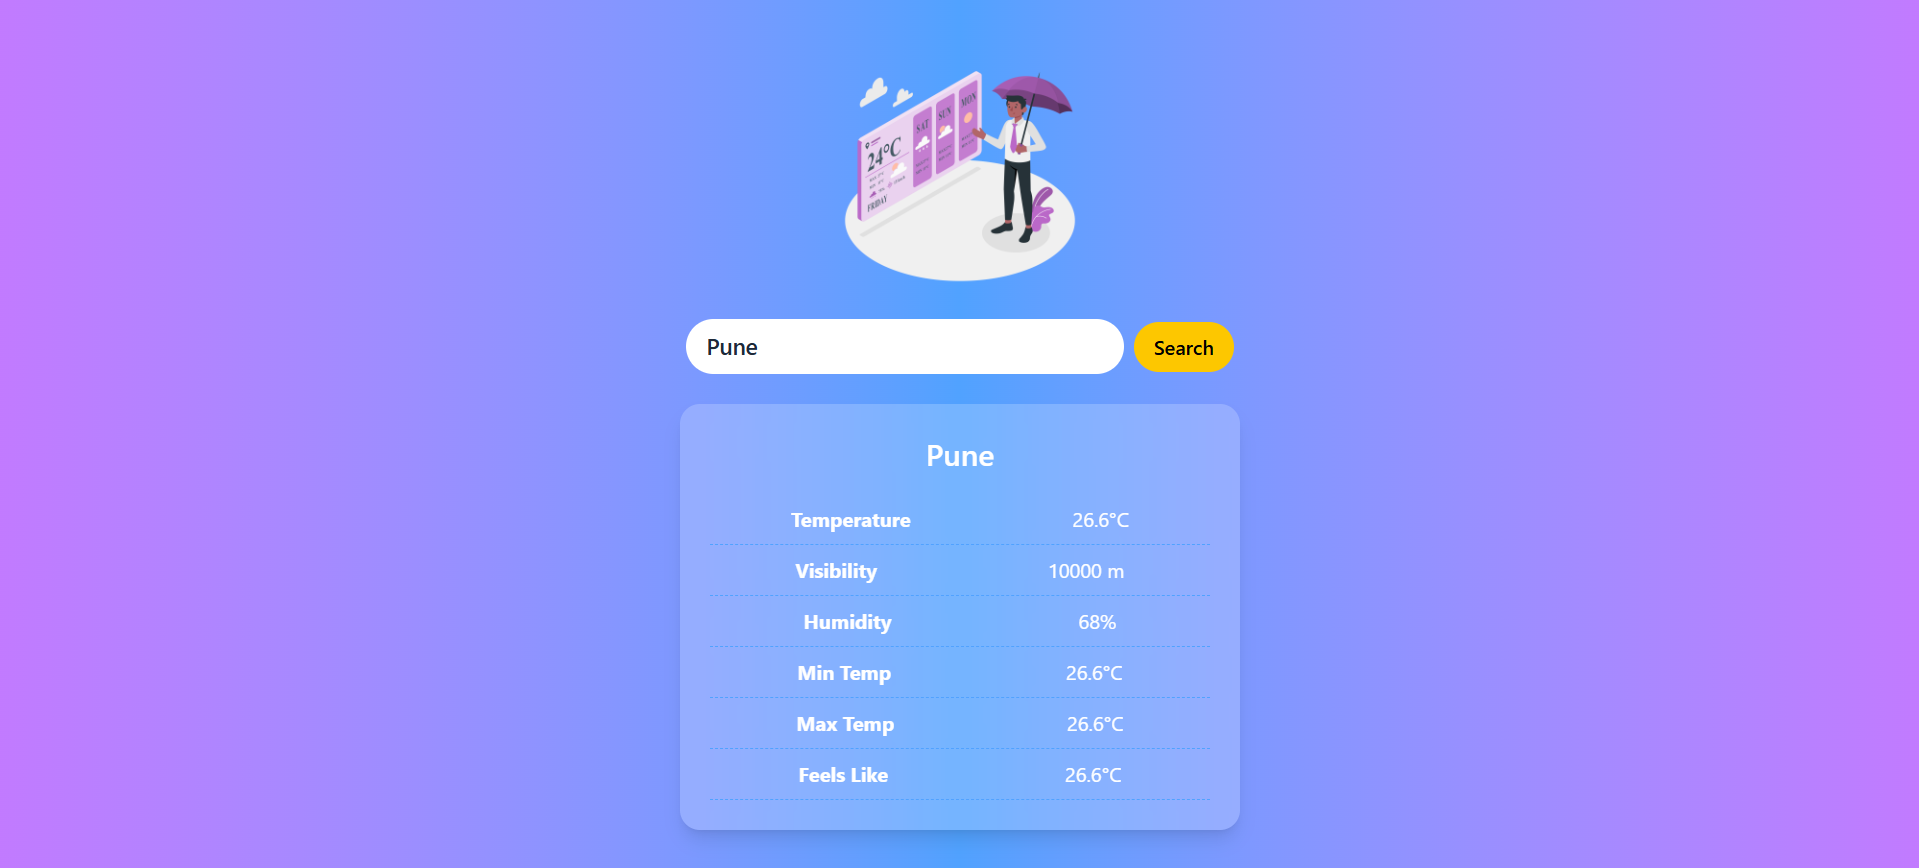 24°C
SAT
SUN
MON
FRIDAY
Pune
Search
Pune
Temperature 26.6°C
Visibility 10000 m
Humidity 68%
Min Temp 26.6°C
Max Temp 26.6°C
Feels Like 26.6°C